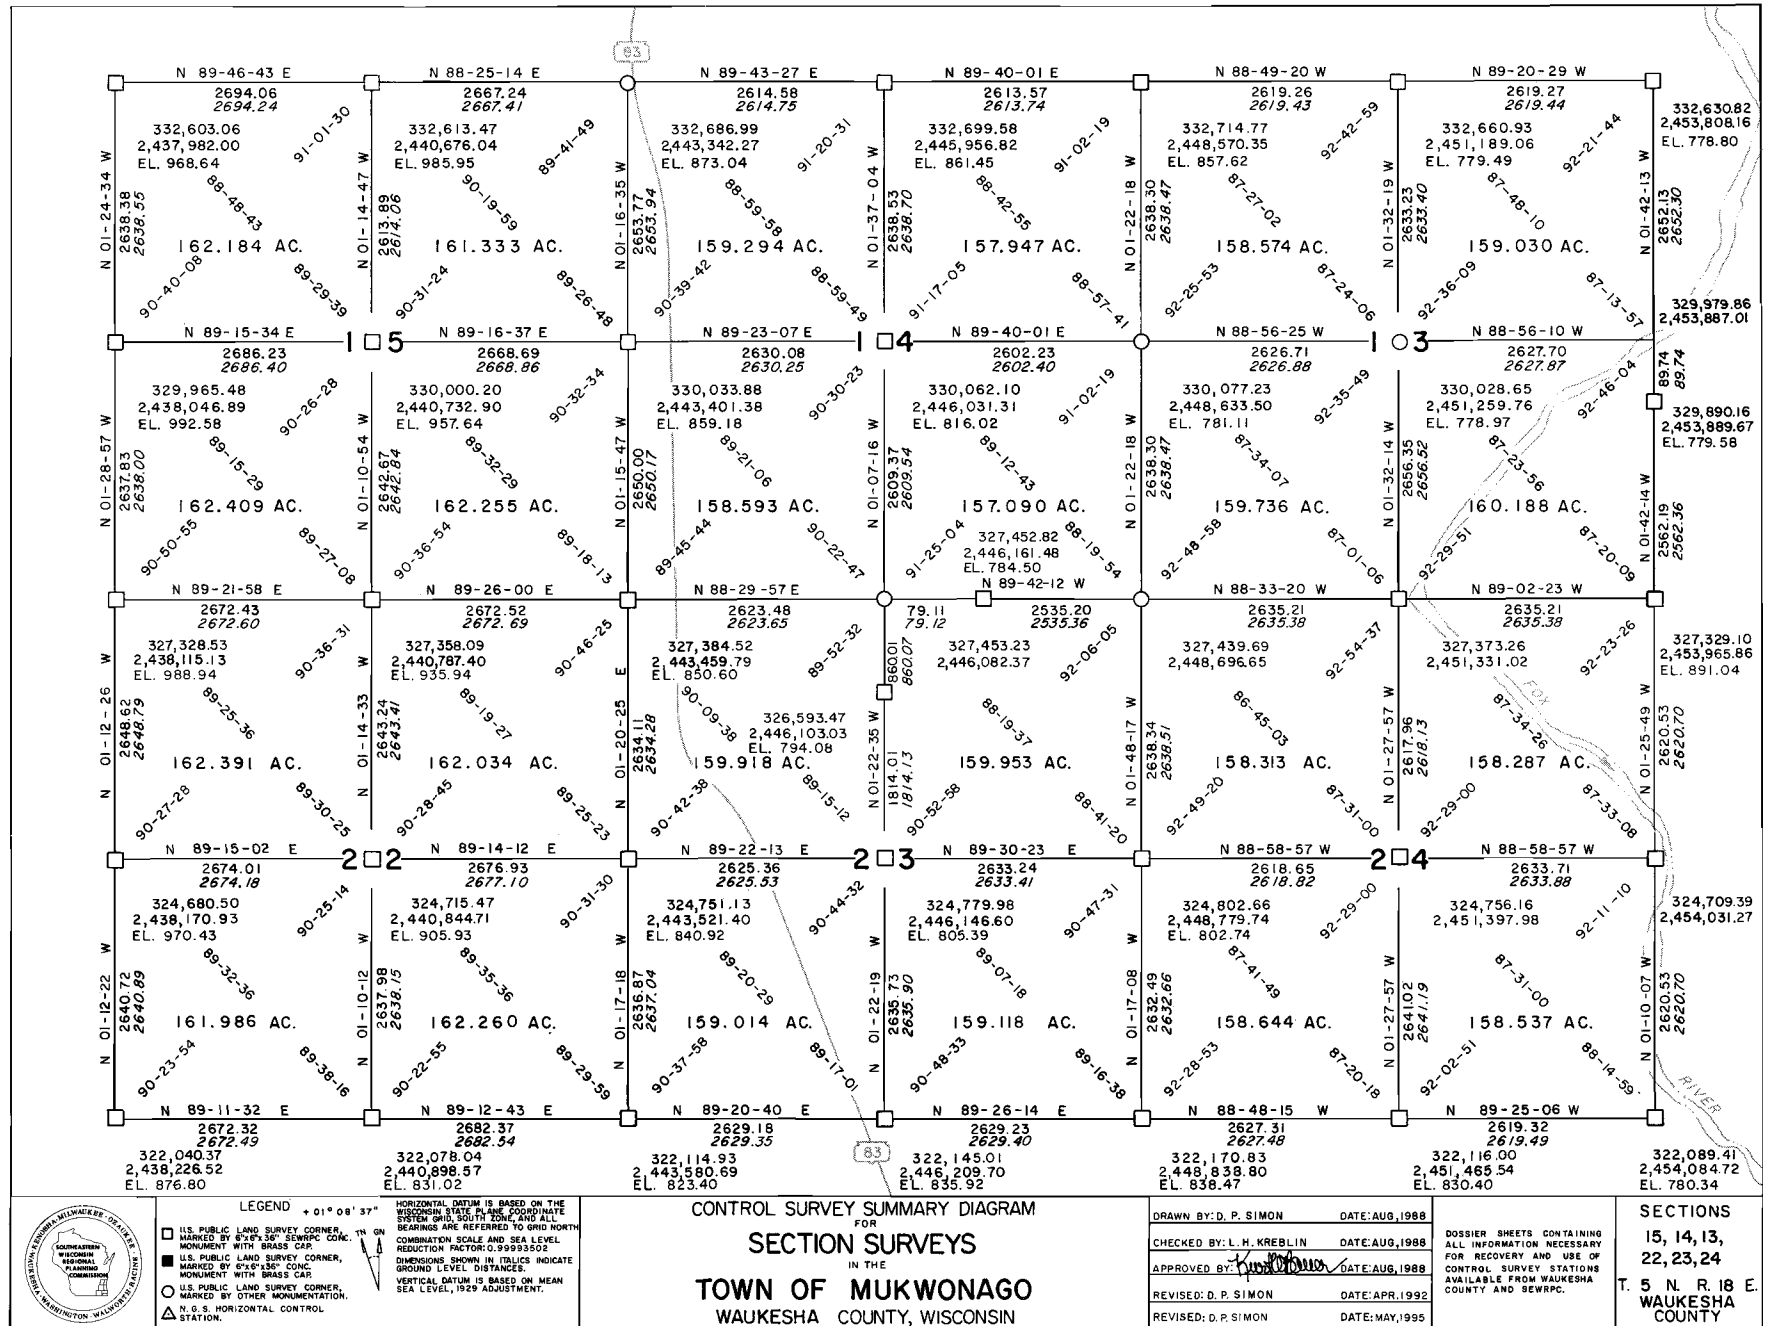 83
N 89-46-43 E N 88-25-14 E N 89-43-27 E N 89-40-01 E N 88-49-20 W N 89-20-29 W
2694.06 2667.24 2614.58 2613.57 2619.26 2619.27
2694.24 2667.41 2614.75 2613.74 2619.43 2619.44
332,603.06 332,613.47 332,686.99 332,699.58 332,714.77 332,660.93 332,630.82
2,437,982.00 2,440,676.04 2,443,342.27 2,445,956.82 2,448,570.35 2,451,189.06 2,453,808.16
EL. 968.64 EL. 985.95 EL. 873.04 EL. 861.45 EL. 857.62 EL. 779.49 EL. 778.80
91-01-30 89-41-49 91-20-31 91-02-19 92-42-59 92-21-44
88-48-43 90-19-59 88-59-58 88-42-55 87-27-02 87-48-10
N 01-24-34 W N 01-14-47 W N 01-16-35 W N 01-37-04 W N 01-22-18 W N 01-32-19 W N 01-42-13 W
2638.38 2613.89 2653.77 2638.53 2638.30 2633.23 2652.13
2638.55 2614.06 2653.94 2638.70 2638.47 2633.40 2652.30
162.184 AC. 161.333 AC. 159.294 AC. 157.947 AC. 158.574 AC. 159.030 AC.
90-40-08 89-29-39 90-31-24 89-26-48 90-39-42 88-59-49 91-17-05 88-57-41 92-25-53 87-24-06 92-36-09 87-13-57
329,979.86
2,453,887.01
N 89-15-34 E 1 5 N 89-16-37 E N 89-23-07 E 1 4 N 89-40-01 E N 88-56-25 W 1 3 N 88-56-10 W
2686.23 2668.69 2630.08 2602.23 2626.71 2627.70
2686.40 2668.86 2630.25 2602.40 2626.88 2627.87
89.74
89.74
329,965.48 330,000.20 330,033.88 330,062.10 330,077.23 330,028.65 329,890.16
2,438,046.89 2,440,732.90 2,443,401.38 2,446,031.31 2,448,633.50 2,451,259.76 2,453,889.67
EL. 992.58 EL. 957.64 EL. 859.18 EL. 816.02 EL. 781.11 EL. 778.97 EL. 779.58
90-26-28 90-32-34 90-30-23 91-02-19 92-35-49 92-46-04
89-15-29 89-32-29 89-21-06 89-12-43 87-34-07 87-23-56
N 01-28-57 W N 01-10-54 W N 01-15-47 W N 01-07-16 W N 01-22-18 W N 01-32-14 W N 01-42-14 W
2637.83 2642.67 2650.00 2609.37 2638.30 2656.35 2562.19
2638.00 2642.84 2650.17 2609.54 2638.47 2656.52 2562.36
162.409 AC. 162.255 AC. 158.593 AC. 157.090 AC. 159.736 AC. 160.188 AC.
90-50-55 89-27-08 90-36-54 89-18-13 89-45-44 90-22-47 91-25-04 88-19-54 92-48-58 87-01-06 92-29-51 87-20-09
327,452.82
2,446,161.48
EL. 784.50
N 89-21-58 E N 89-26-00 E N 88-29-57 E N 89-42-12 W N 88-33-20 W N 89-02-23 W
2672.43 2672.52 2623.48 79.11 2535.20 2635.21 2635.21
2672.60 2672.69 2623.65 79.12 2535.36 2635.38 2635.38
327,328.53 327,358.09 327,384.52 327,453.23 327,439.69 327,373.26 327,329.10
2,438,115.13 2,440,787.40 2,443,459.79 2,446,082.37 2,448,696.65 2,451,331.02 2,453,965.86
EL. 988.94 EL. 935.94 EL. 850.60 EL. 891.04
90-36-31 90-46-25 89-52-32 92-06-05 92-54-37 92-23-26
860.01
860.07
89-25-36 89-19-27 90-09-38 88-19-37 86-45-03 87-34-26
FOX
326,593.47
2,446,103.03
EL. 794.08
N 01-12-26 W N 01-14-33 W N 01-20-25 E N 01-22-35 W N 01-48-17 W N 01-27-57 W N 01-25-49 W
2648.62 2643.24 2634.11 1814.01 2638.34 2617.96 2620.53
2648.79 2643.41 2634.28 1814.13 2638.51 2618.13 2620.70
162.391 AC. 162.034 AC. 159.918 AC. 159.953 AC. 158.313 AC. 158.287 AC.
90-27-28 89-30-25 90-28-45 89-25-23 90-42-38 89-15-12 90-52-58 88-41-20 92-49-20 87-31-00 92-29-00 87-33-08
N 89-15-02 E 2 2 N 89-14-12 E N 89-22-13 E 2 3 N 89-30-23 E N 88-58-57 W 2 4 N 88-58-57 W
2674.01 2676.93 2625.36 2633.24 2618.65 2633.71
2674.18 2677.10 2625.53 2633.41 2618.82 2633.88
324,680.50 324,715.47 324,751.13 324,779.98 324,802.66 324,756.16 324,709.39
2,438,170.93 2,440,844.71 2,443,521.40 2,446,146.60 2,448,779.74 2,451,397.98 2,454,031.27
EL. 970.43 EL. 905.93 EL. 840.92 EL. 805.39 EL. 802.74
90-25-14 90-31-30 90-44-32 90-47-31 92-29-00 92-11-10
89-32-36 89-35-36 89-20-29 89-07-18 87-41-49 87-31-00
N 01-12-22 W N 01-10-12 W N 01-17-18 W N 01-22-19 W N 01-17-08 W N 01-27-57 W N 01-10-07 W
2640.72 2637.98 2636.87 2635.73 2632.49 2641.02 2620.53
2640.89 2638.15 2637.04 2635.90 2632.66 2641.19 2620.70
161.986 AC. 162.260 AC. 159.014 AC. 159.118 AC. 158.644 AC. 158.537 AC.
90-23-54 89-38-16 90-22-55 89-29-59 90-37-58 89-17-01 90-48-33 89-16-38 92-28-53 87-20-18 92-02-51 88-14-59
RIVER
N 89-11-32 E N 89-12-43 E N 89-20-40 E N 89-26-14 E N 88-48-15 W N 89-25-06 W
2672.32 2682.37 2629.18 2629.23 2627.31 2619.32
2672.49 2682.54 2629.35 2629.40 2627.48 2619.49
83
322,040.37 322,078.04 322,114.93 322,145.01 322,170.83 322,116.00 322,089.41
2,438,226.52 2,440,898.57 2,443,580.69 2,446,209.70 2,448,838.80 2,451,465.54 2,454,084.72
EL. 876.80 EL. 831.02 EL. 823.40 EL. 835.92 EL. 838.47 EL. 830.40 EL. 780.34
KENOSHA·MILWAUKEE·OZAUKEE·RACINE·WALWORTH·WASHINGTON·WAUKESHA
SOUTHEASTERN
WISCONSIN
REGIONAL
PLANNING
COMMISSION
LEGEND
U.S. PUBLIC LAND SURVEY CORNER,
MARKED BY 6"x6"x36" SEWRPC CONC.
MONUMENT WITH BRASS CAP.
U.S. PUBLIC LAND SURVEY CORNER,
MARKED BY 6"x6"x36" CONC.
MONUMENT WITH BRASS CAP.
U.S. PUBLIC LAND SURVEY CORNER,
MARKED BY OTHER MONUMENTATION.
N.G.S. HORIZONTAL CONTROL
STATION.
+01° 08' 37"
TN GN
HORIZONTAL DATUM IS BASED ON THE
WISCONSIN STATE PLANE COORDINATE
SYSTEM GRID, SOUTH ZONE, AND ALL
BEARINGS ARE REFERRED TO GRID NORTH
COMBINATION SCALE AND SEA LEVEL
REDUCTION FACTOR: 0.99993502
DIMENSIONS SHOWN IN ITALICS INDICATE
GROUND LEVEL DISTANCES.
VERTICAL DATUM IS BASED ON MEAN
SEA LEVEL, 1929 ADJUSTMENT.
CONTROL SURVEY SUMMARY DIAGRAM
FOR
SECTION SURVEYS
IN THE
TOWN OF MUKWONAGO
WAUKESHA COUNTY, WISCONSIN
DRAWN BY: D. P. SIMON DATE: AUG, 1988
CHECKED BY: L. H. KREBLIN DATE: AUG, 1988
APPROVED BY: DATE: AUG, 1988
REVISED: D. P. SIMON DATE: APR. 1992
REVISED: D. P. SIMON DATE: MAY, 1995
DOSSIER SHEETS CONTAINING
ALL INFORMATION NECESSARY
FOR RECOVERY AND USE OF
CONTROL SURVEY STATIONS
AVAILABLE FROM WAUKESHA
COUNTY AND SEWRPC.
SECTIONS
15, 14, 13,
22, 23, 24
T. 5 N. R. 18 E.
WAUKESHA
COUNTY